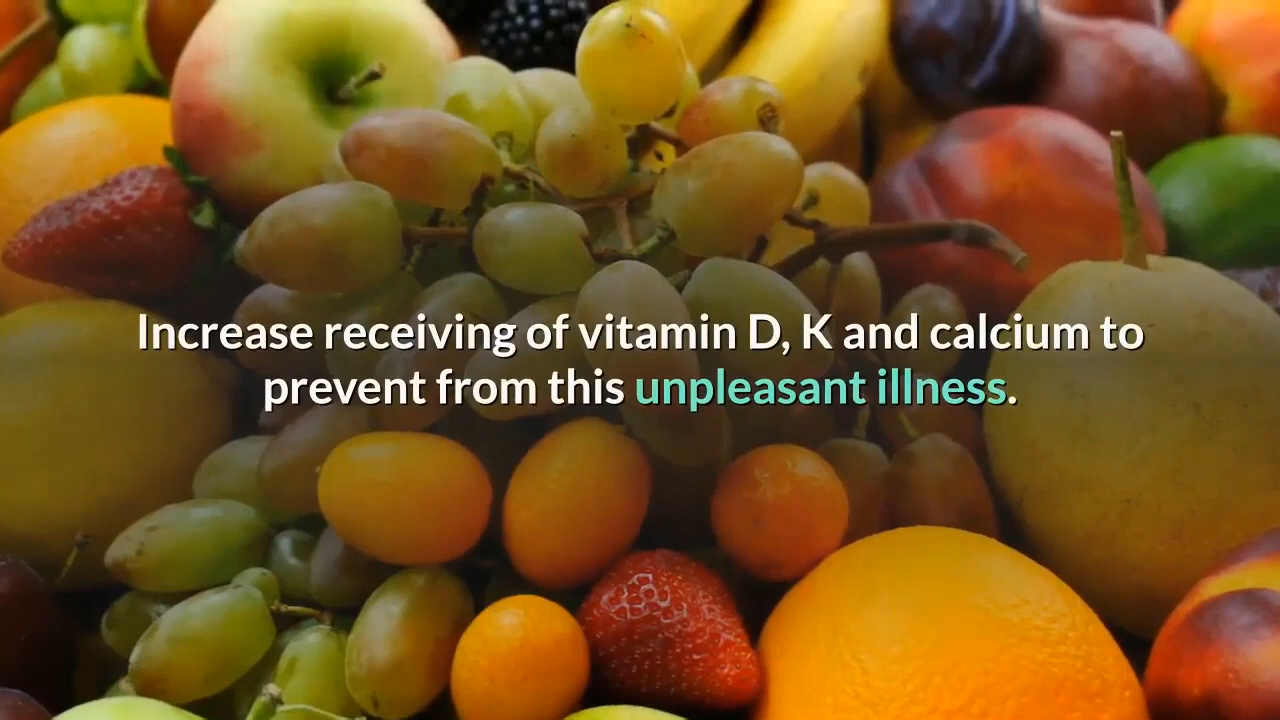 Increase receiving of vitamin D, K and calcium to
prevent from this unpleasant illness.